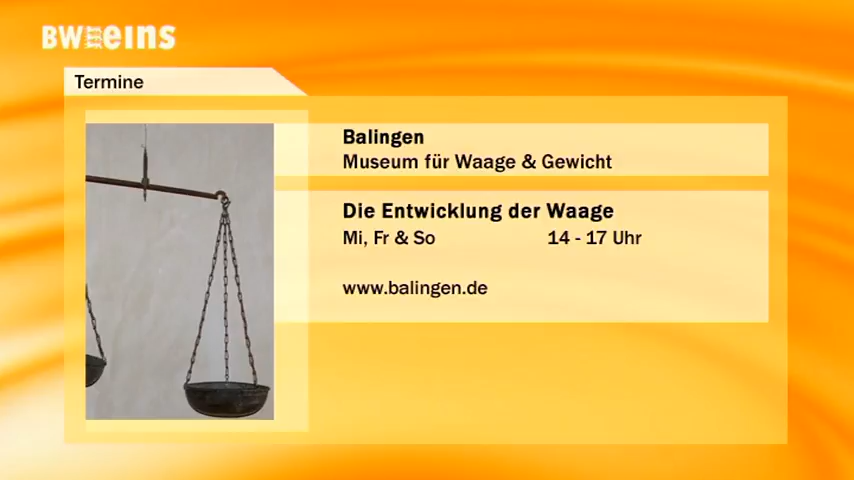 BW eins
Termine
Balingen
Museum für Waage & Gewicht
Die Entwicklung der Waage
Mi, Fr & So 14 - 17 Uhr
www.balingen.de